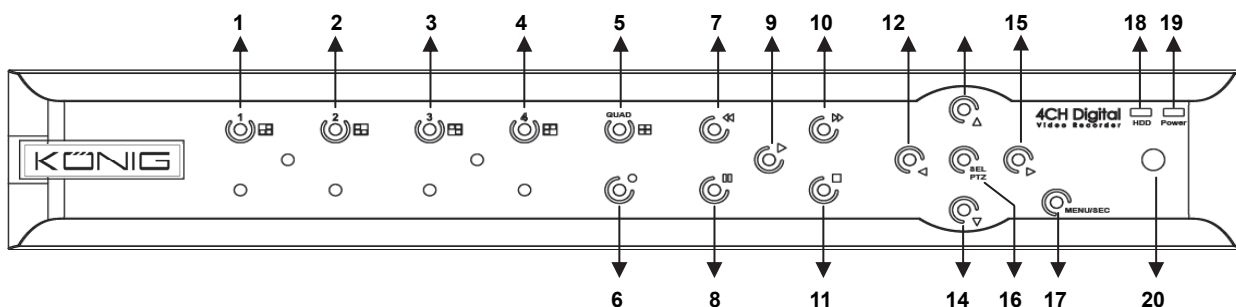 1 2 3 4 5 7 9 10 12 15 18 19
1 2 3 4 QUAD
4CH Digital
Video Recorder
HDD Power
KÖNIG
SEL
PTZ
MENU/SEC
6 8 11 14 16 17 20